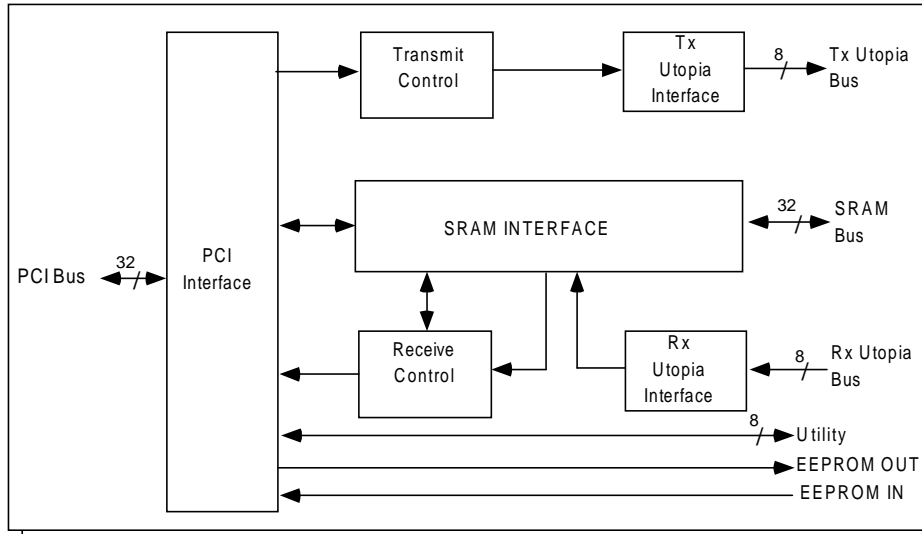 Transmit
Control
Tx
Utopia
Interface
8
Tx Utopia
Bus
SRAM INTERFACE
32
SRAM
Bus
PCI Bus
32
PCI
Interface
Receive
Control
Rx
Utopia
Interface
8
Rx Utopia
Bus
8
Utility
EEPROM OUT
EEPROM IN